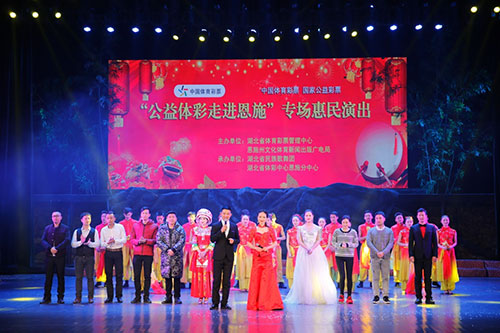 中国体育彩票
"中国体育彩票 国家公益彩票
"公益体彩走进恩施"专场惠民演出
主办单位：湖北省体育彩票管理中心
恩施州文化体育新闻出版广电局
承办单位：湖北省民族歌舞团
湖北省体彩中心恩施分中心